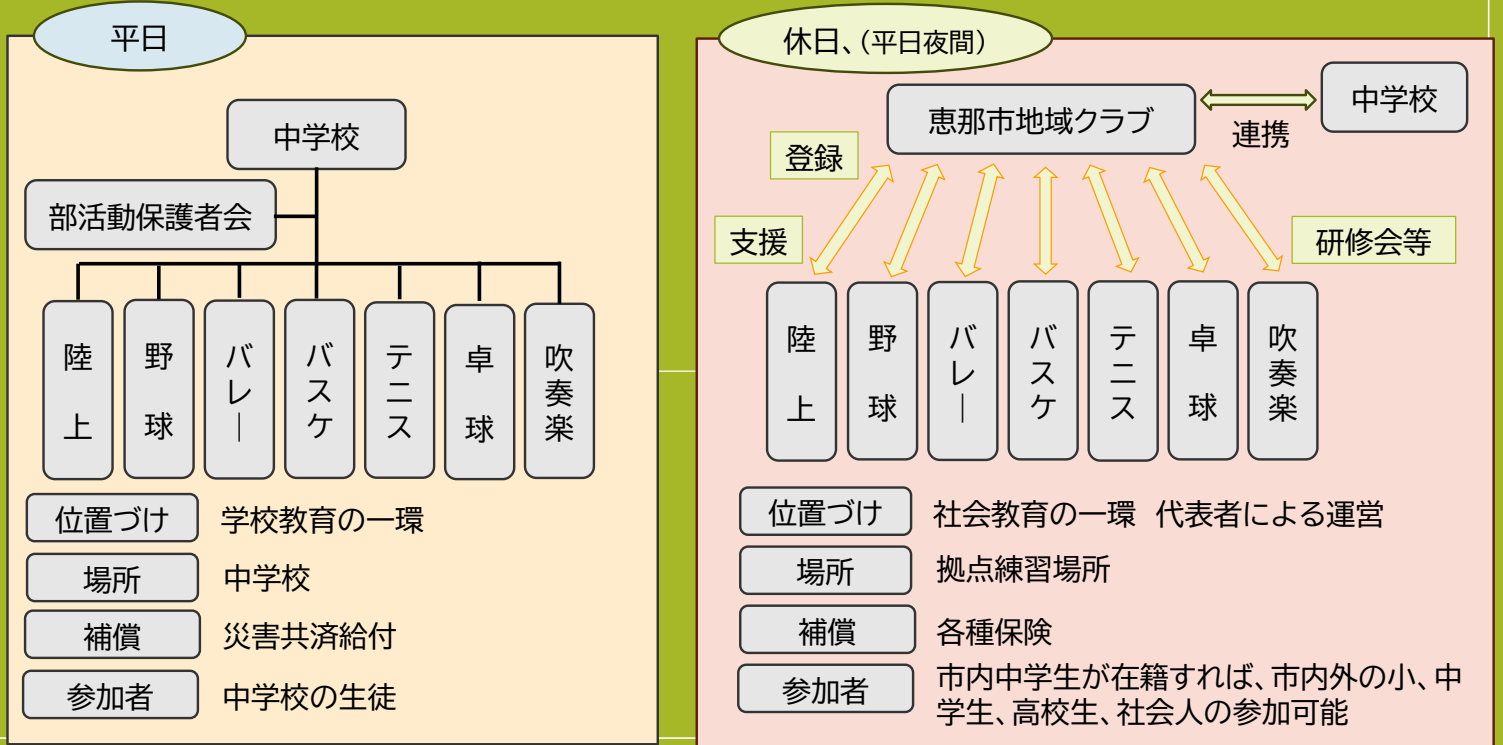 平日
中学校
部活動保護者会
陸上
野球
バレー
バスケ
テニス
卓球
吹奏楽
位置づけ 学校教育の一環
場所 中学校
補償 災害共済給付
参加者 中学校の生徒
休日、（平日夜間）
恵那市地域クラブ
中学校
連携
登録
支援
研修会等
陸上
野球
バレー
バスケ
テニス
卓球
吹奏楽
位置づけ 社会教育の一環 代表者による運営
場所 拠点練習場所
補償 各種保険
参加者 市内中学生が在籍すれば、市内外の小、中
学生、高校生、社会人の参加可能